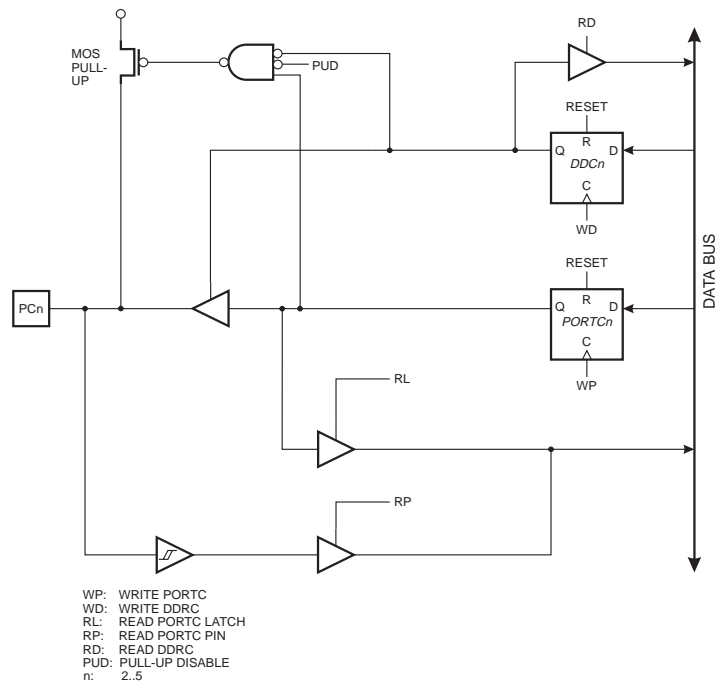 RD
MOS
PULL-
UP
PUD
RESET
R
Q D
DDCn
C
WD
DATA BUS
RESET
R
PCn
Q D
PORTCn
C
WP
RL
RP
WP: WRITE PORTC
WD: WRITE DDRC
RL: READ PORTC LATCH
RP: READ PORTC PIN
RD: READ DDRC
PUD: PULL-UP DISABLE
n: 2..5